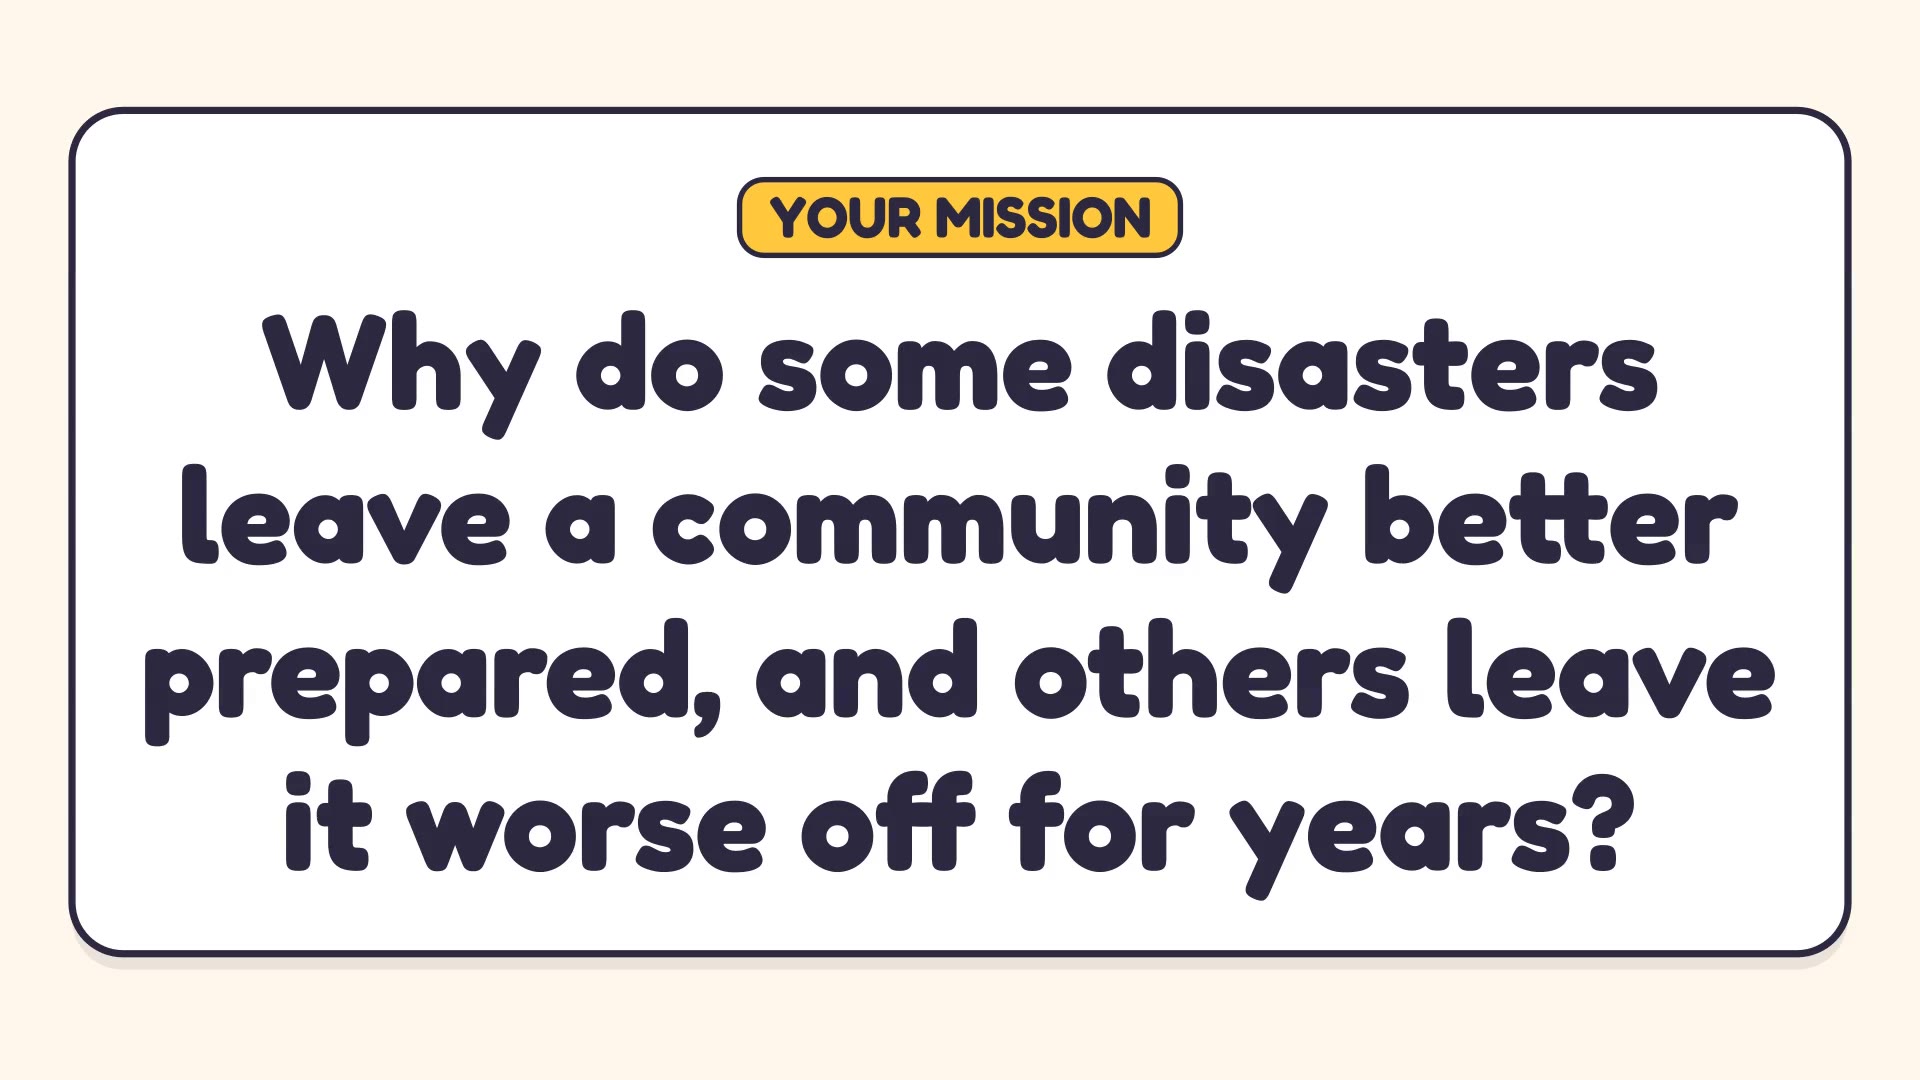 YOUR MISSION
Why do some disasters
leave a community better
prepared, and others leave
it worse off for years?